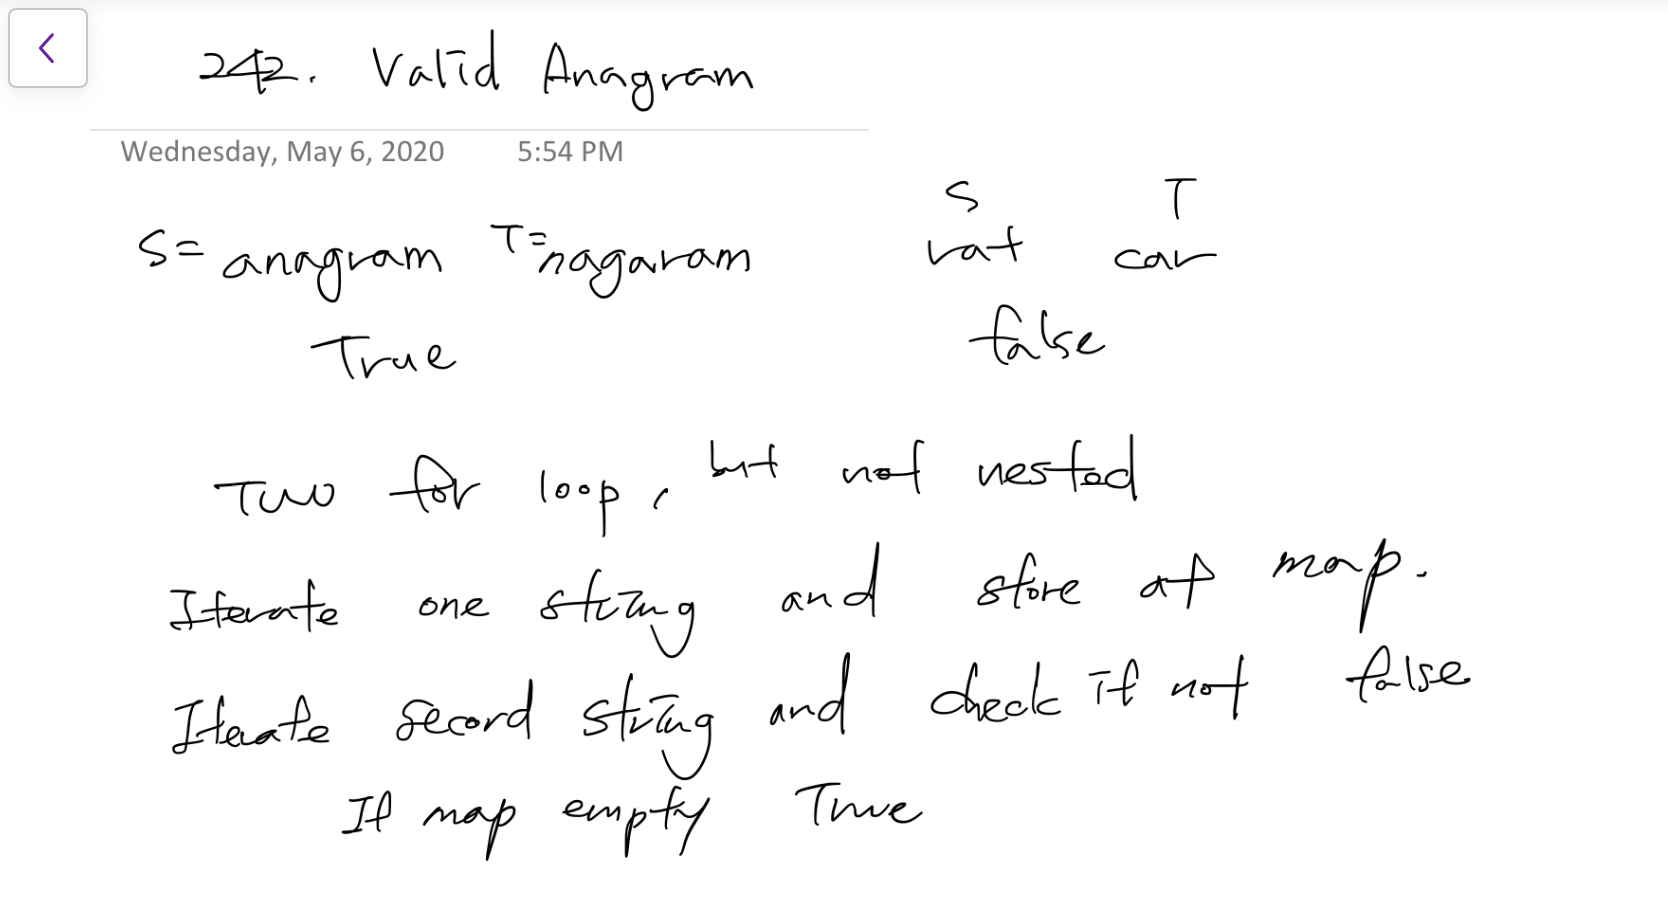 242. Valid Anagram
Wednesday, May 6, 2020 5:54 PM
S T
S= anagram T= nagaram rat car
True false
Two for loop, but not nested
Iterate one string and store at map.
Iterate second string and check if not false
If map empty True